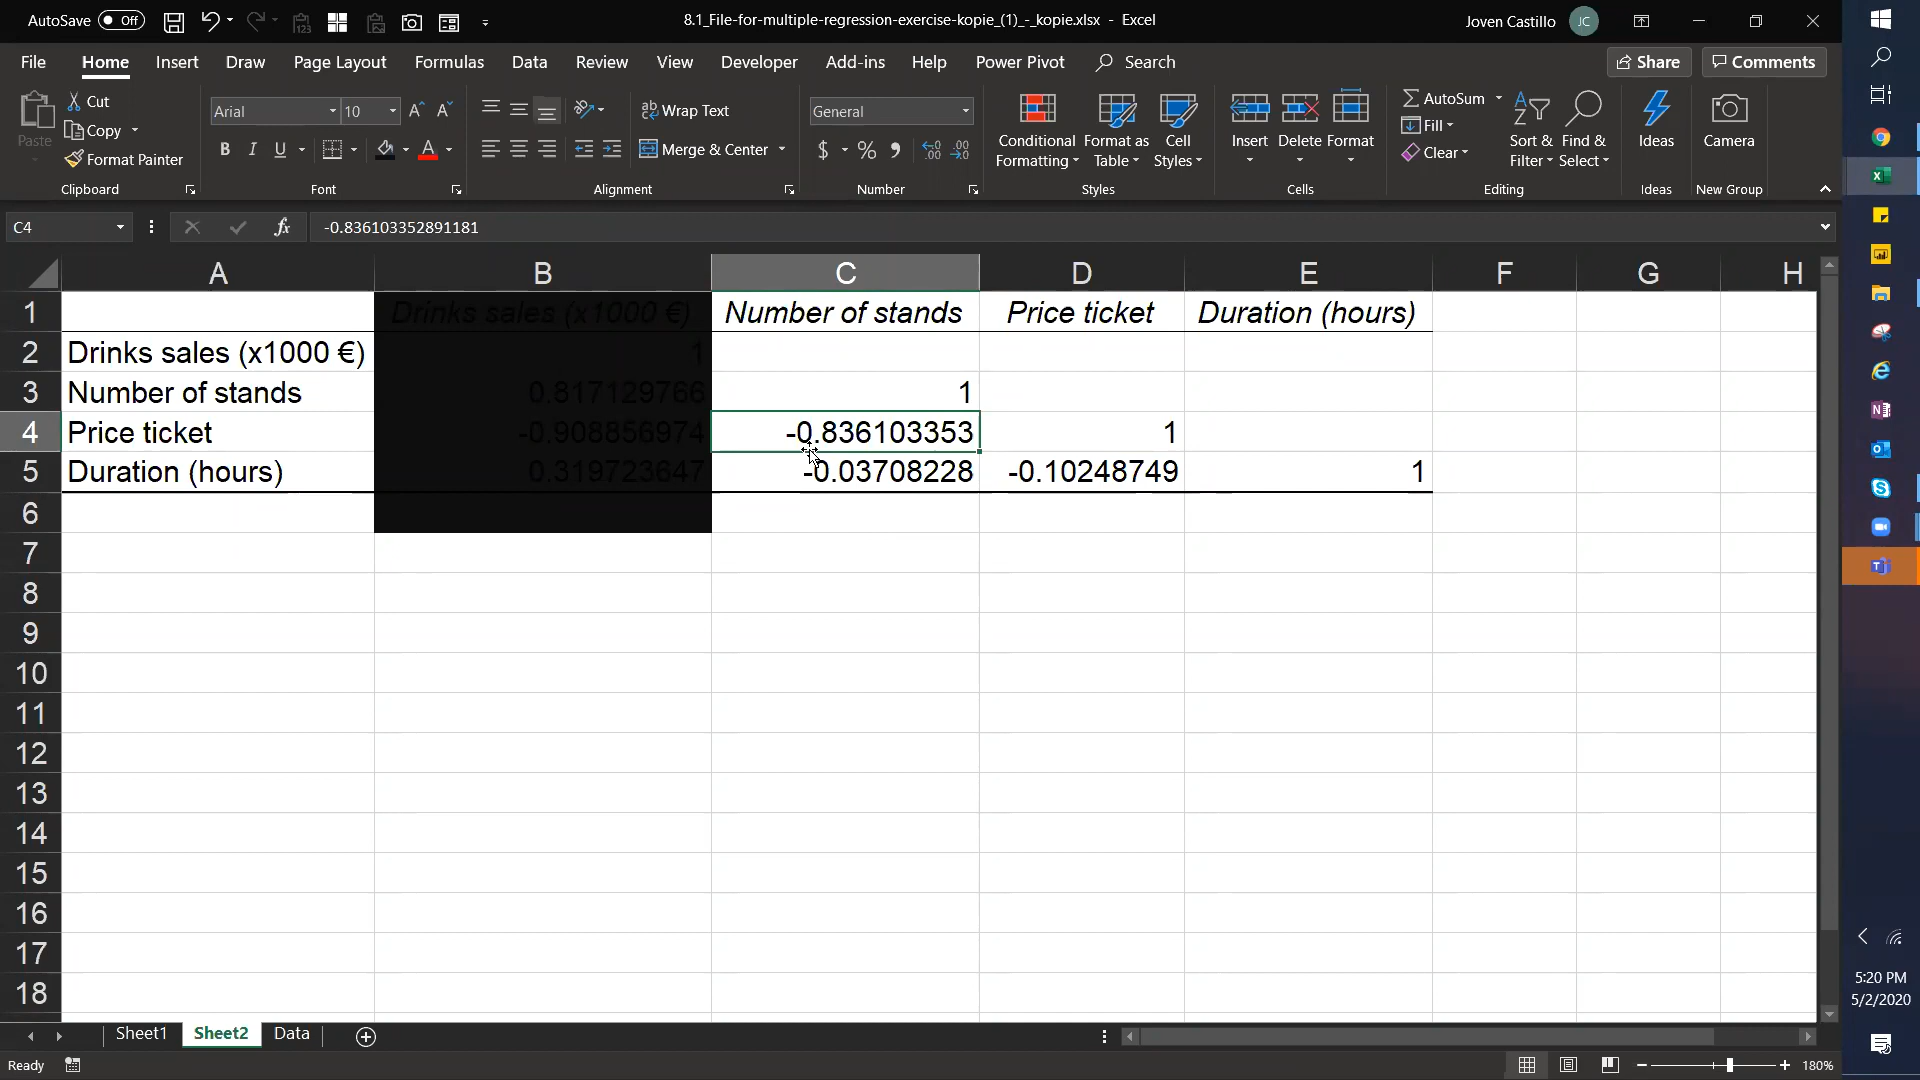 AutoSave Off
8.1_File-for-multiple-regression-exercise-kopie_(1)_-_kopie.xlsx - Excel
Joven Castillo JC
File Home Insert Draw Page Layout Formulas Data Review View Developer Add-ins Help Power Pivot Search
Share Comments
Paste
Cut
Copy
Format Painter
Clipboard
Arial 10
B I U
Font
Wrap Text
Merge & Center
Alignment
General
$ % 9
Number
Conditional Formatting
Format as Table
Cell Styles
Styles
Insert Delete Format
Cells
AutoSum
Fill
Clear
Sort & Filter
Find & Select
Editing
Ideas
Ideas
Camera
New Group
C4 fx -0.836103352891181
A B C D E F G H
1 Drinks sales (x1000 €) Number of stands Price ticket Duration (hours)
2 Drinks sales (x1000 €) 1
3 Number of stands 0.817129766 1
4 Price ticket -0.908856974 -0.836103353 1
5 Duration (hours) 0.319723647 -0.03708228 -0.10248749 1
6
7
8
9
10
11
12
13
14
15
16
17
18
Sheet1 Sheet2 Data
Ready
180%
5:20 PM
5/2/2020